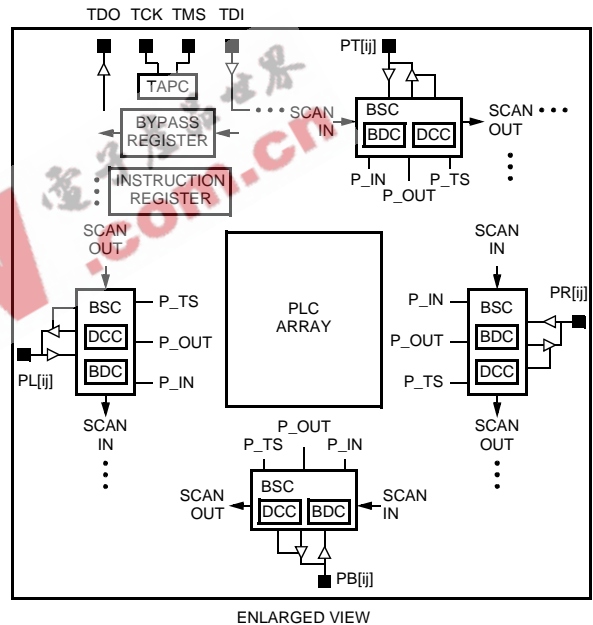 TDO TCK TMS TDI
PT[ij]
TAPC
BSC
SCAN IN
SCAN OUT
BYPASS REGISTER
BDC DCC
P_IN P_TS
P_OUT
INSTRUCTION REGISTER
SCAN OUT
SCAN IN
PLC ARRAY
BSC
P_TS
DCC
P_OUT
BDC
P_IN
PL[ij]
SCAN IN
P_IN
BSC
PR[ij]
P_OUT
BDC
P_TS
DCC
SCAN OUT
P_OUT
P_TS P_IN
BSC
SCAN OUT
DCC BDC
SCAN IN
PB[ij]
ENLARGED VIEW
.com.cn